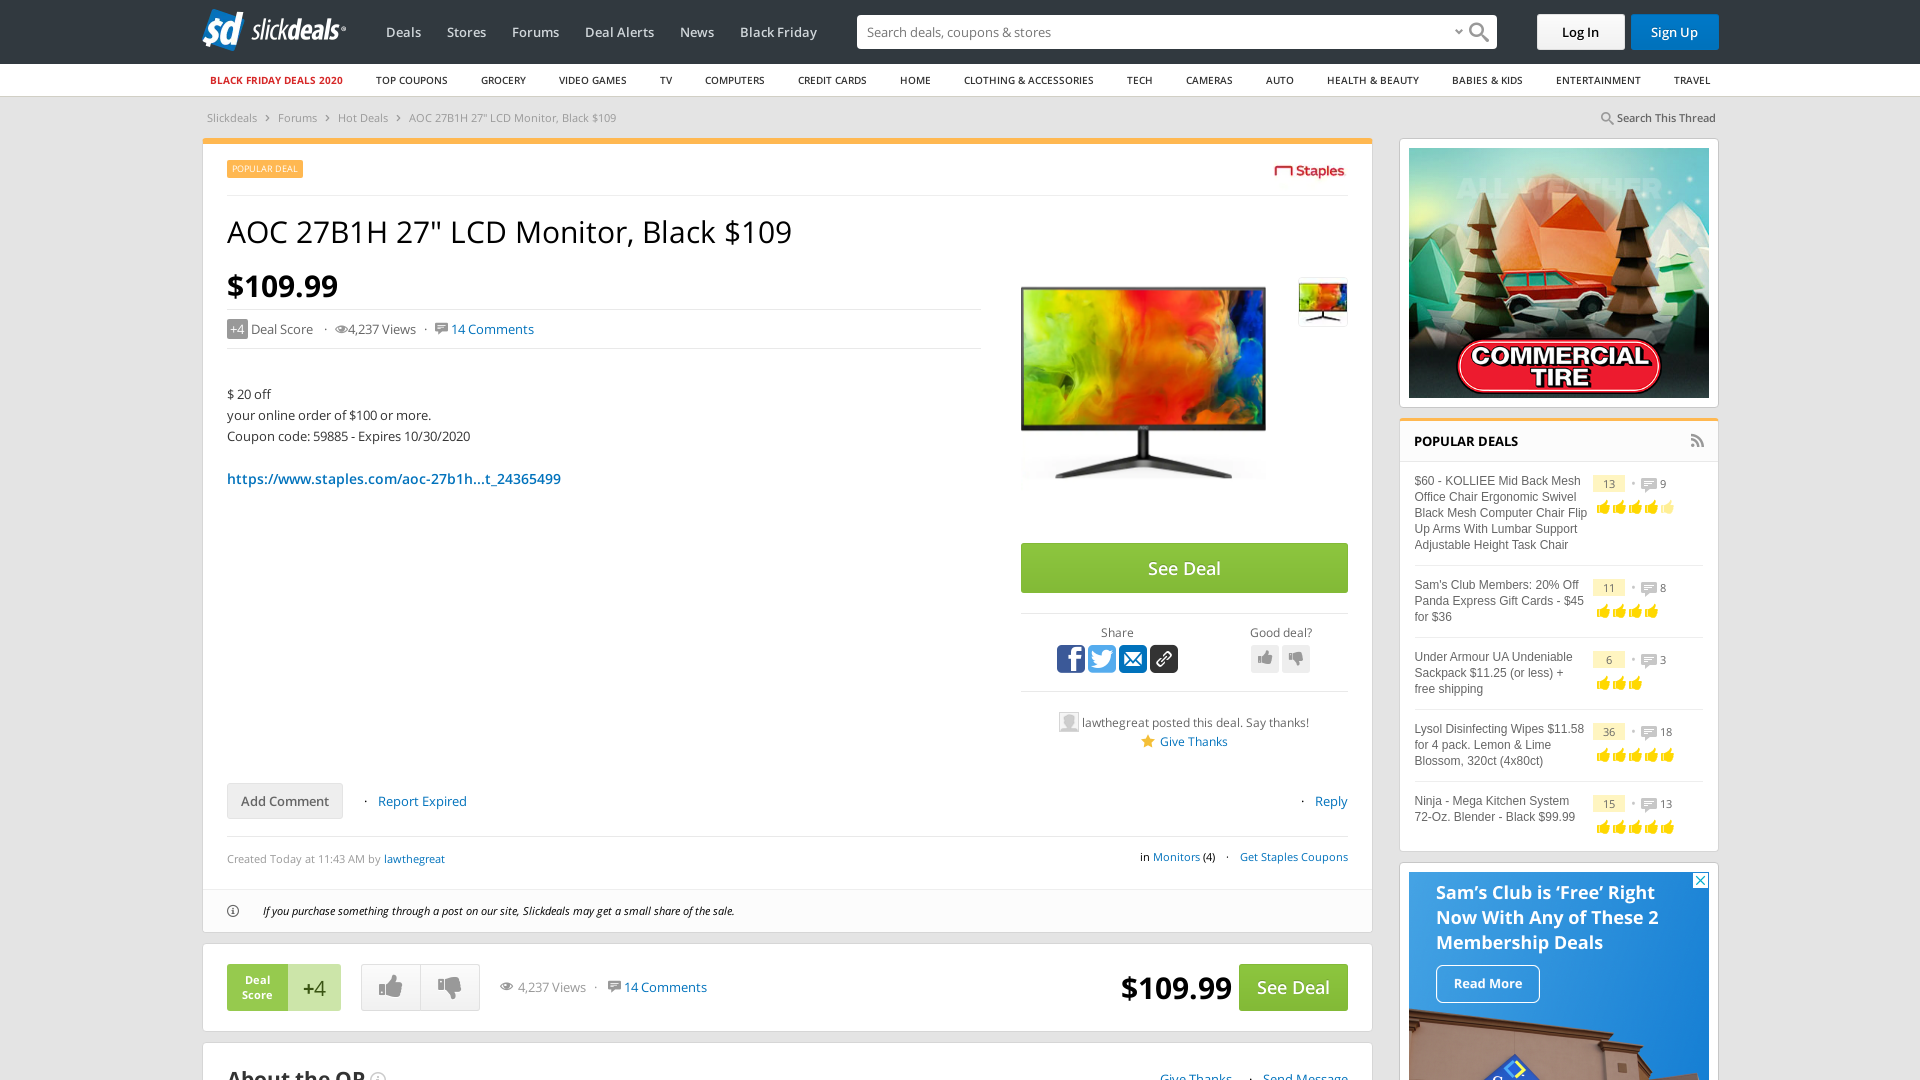 sd slickdeals
Deals
Stores
Forums
Deal Alerts
News
Black Friday
Search deals, coupons & shops
Log In
Sign Up
BLACK FRIDAY DEALS 2020
TOP COUPONS
GROCERY
VIDEO GAMES
TV
COMPUTERS
CREDIT CARDS
HOME
CLOTHING & ACCESSORIES
TECH
CAMERAS
AUTO
HEALTH & BEAUTY
BABIES & KIDS
ENTERTAINMENT
TRAVEL
Slickdeals › Forums › Hot Deals › AOC 27B1H 27" LCD Monitor, Black $109
Search This Thread
POPULAR DEAL
Staples
AOC 27B1H 27" LCD Monitor, Black $109
$109.99
+4 Deal Score · 4,237 Views · 14 Comments
$ 20 off
your online order of $100 or more.
Coupon code: 59885 - Expires 10/30/2020
https://www.staples.com/aoc-27b1h...t_24365499
See Deal
Share
Good deal?
lawthegreat posted this deal. Say thanks!
Give Thanks
Add Comment · Report Expired
· Reply
Created Today at 11:43 AM by lawthegreat
in Monitors (4) · Get Staples Coupons
If you purchase something through a post on our site, Slickdeals may get a small share of the sale.
Deal
Score
+4
4,237 Views · 14 Comments
$109.99
See Deal
About the OP
Give Thanks · Send Message
ALL WEATHER
COMMERCIAL
TIRE
POPULAR DEALS
$60 - KOLLIEE Mid Back Mesh
Office Chair Ergonomic Swivel
Black Mesh Computer Chair Flip
Up Arms With Lumbar Support
Adjustable Height Task Chair
13 • 9
Sam's Club Members: 20% Off
Panda Express Gift Cards - $45
for $36
11 • 8
Under Armour UA Undeniable
Sackpack $11.25 (or less) +
free shipping
6 • 3
Lysol Disinfecting Wipes $11.58
for 4 pack. Lemon & Lime
Blossom, 320ct (4x80ct)
36 • 18
Ninja - Mega Kitchen System
72-Oz. Blender - Black $99.99
15 • 13
Sam's Club is 'Free' Right
Now With Any of These 2
Membership Deals
Read More